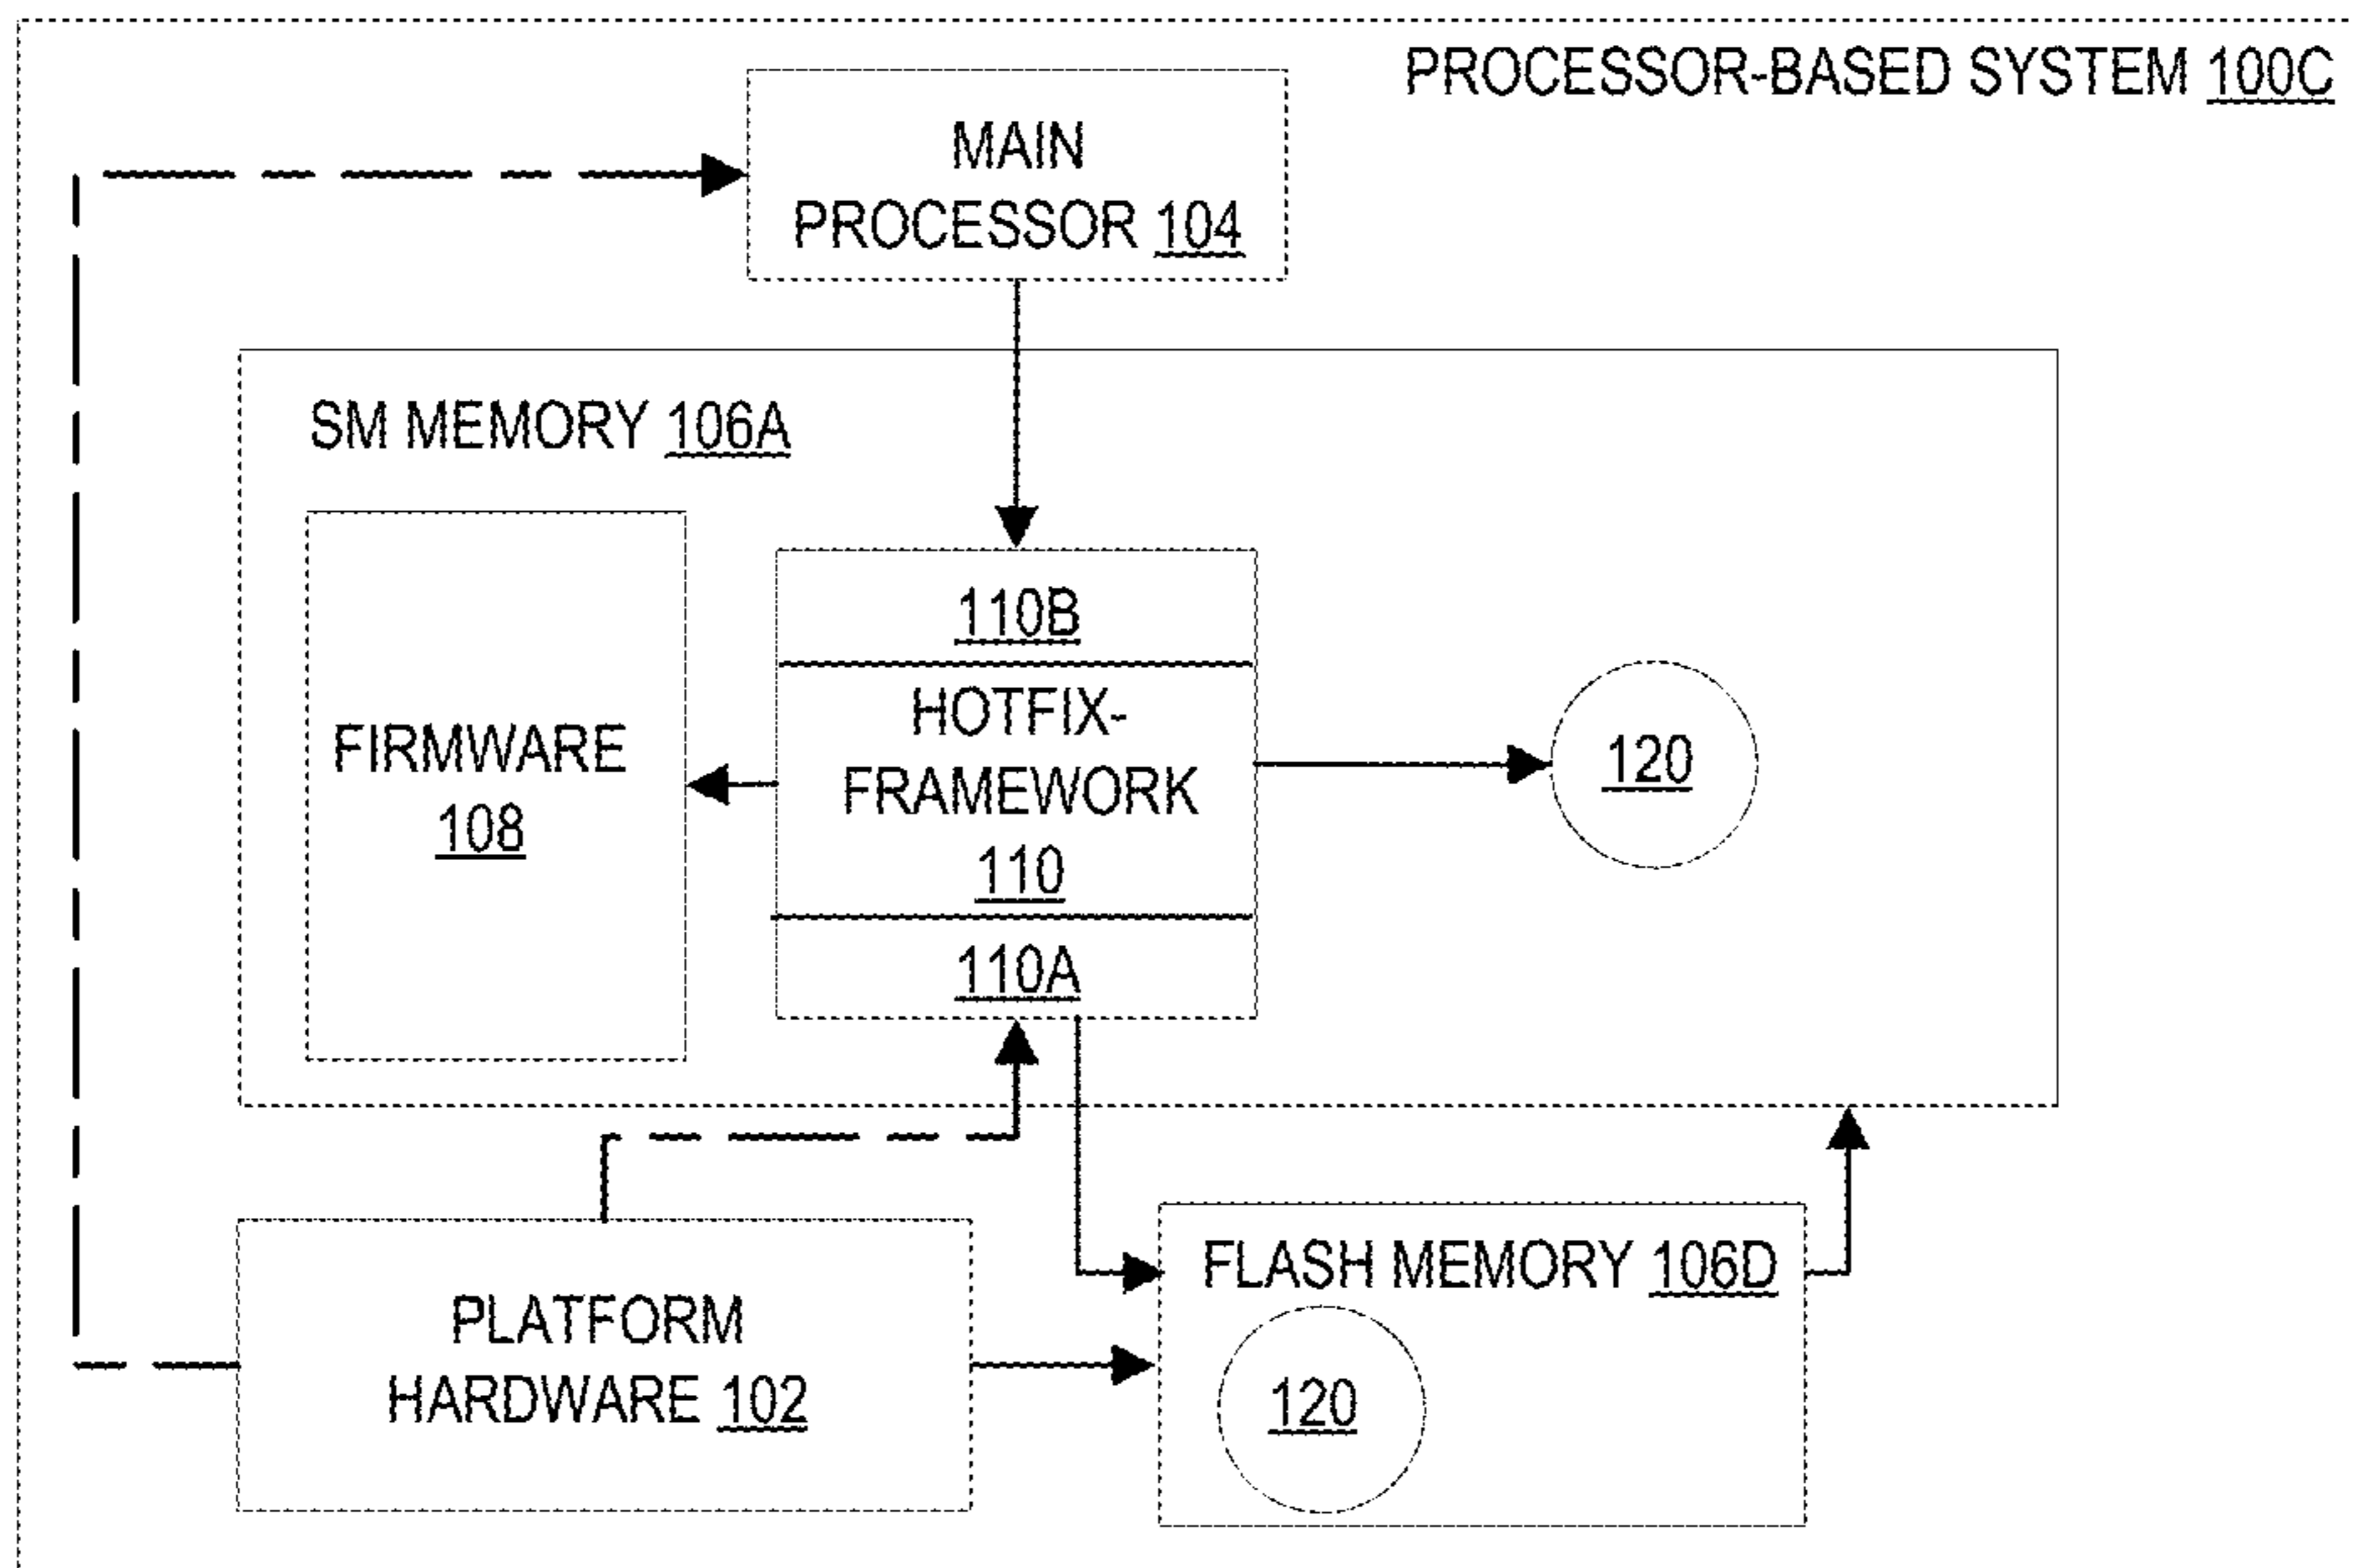 PROCESSOR-BASED SYSTEM 100C
MAIN
PROCESSOR 104
SM MEMORY 106A
FIRMWARE
108
110B
HOTFIX-
FRAMEWORK
110
110A
120
PLATFORM
HARDWARE 102
FLASH MEMORY 106D
120